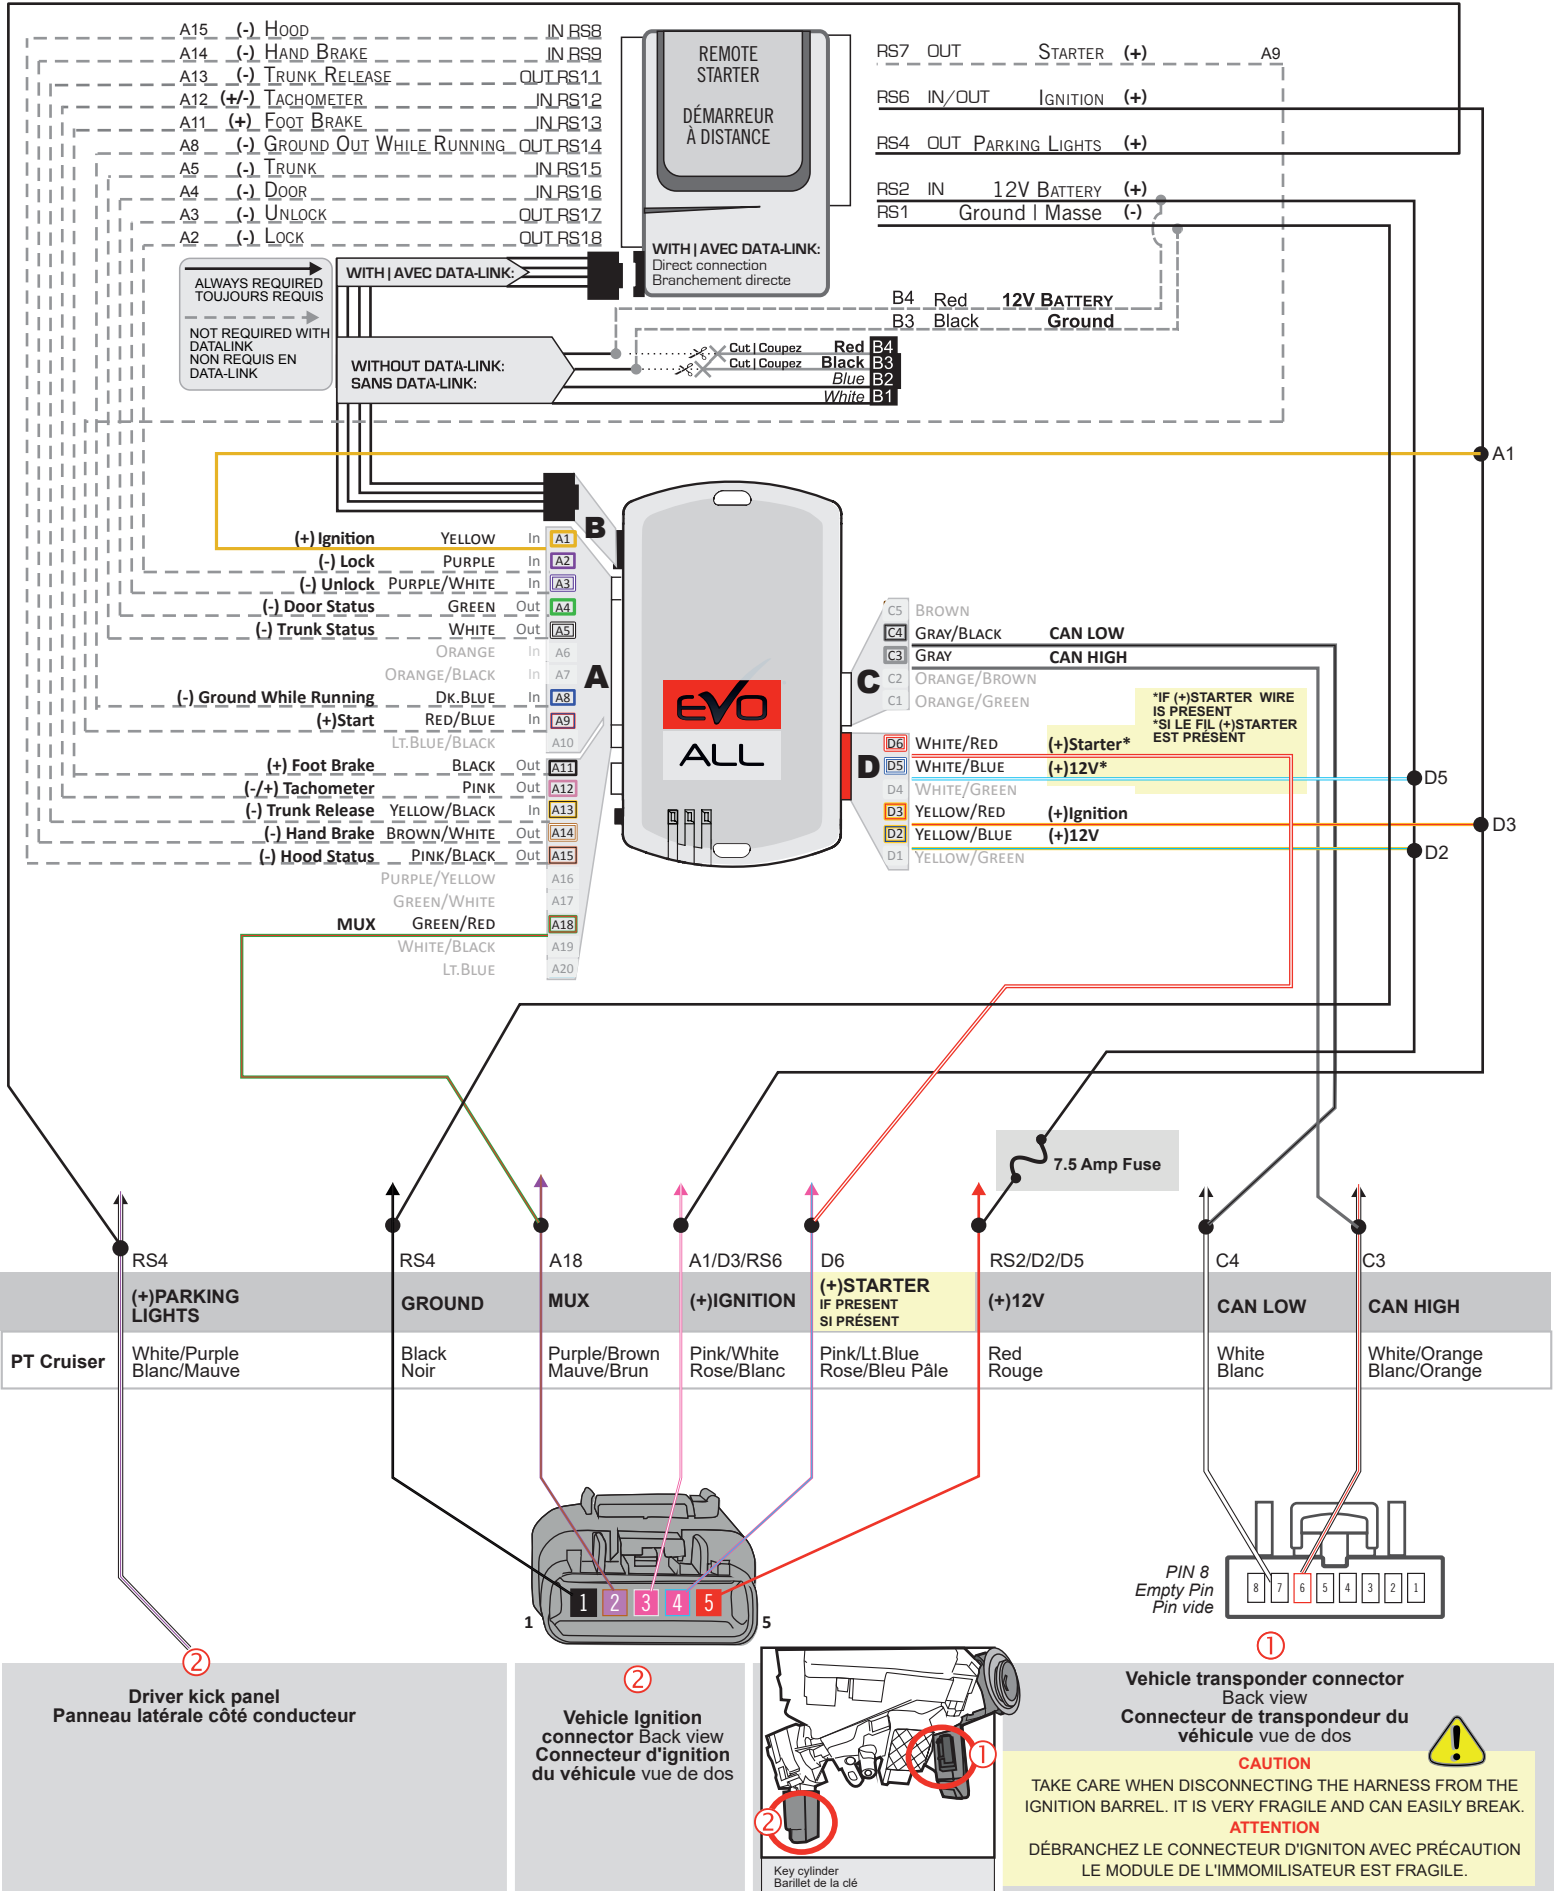 A15 (-) HOOD IN RS8
A14 (-) HAND BRAKE IN RS9
A13 (-) TRUNK RELEASE OUT RS11
A12 (+/-) TACHOMETER IN RS12
A11 (+) FOOT BRAKE IN RS13
A8 (-) GROUND OUT WHILE RUNNING OUT RS14
A5 (-) TRUNK IN RS15
A4 (-) DOOR IN RS16
A3 (-) UNLOCK OUT RS17
A2 (-) LOCK OUT RS18
REMOTE
STARTER
DÉMARREUR
À DISTANCE
WITH | AVEC DATA-LINK:
Direct connection
Branchement directe
RS7 OUT STARTER (+) A9
RS6 IN/OUT IGNITION (+)
RS4 OUT PARKING LIGHTS (+)
RS2 IN 12V BATTERY (+)
RS1 Ground | Masse (-)
ALWAYS REQUIRED
TOUJOURS REQUIS
NOT REQUIRED WITH
DATALINK
NON REQUIS EN
DATA-LINK
WITH | AVEC DATA-LINK:
WITHOUT DATA-LINK:
SANS DATA-LINK:
B4 Red 12V BATTERY
B3 Black Ground
Cut | Coupez Red B4
Cut | Coupez Black B3
Blue B2
White B1
A1
B
(+) Ignition YELLOW In A1
(-) Lock PURPLE In A2
(-) Unlock PURPLE/WHITE In A3
(-) Door Status GREEN Out A4
(-) Trunk Status WHITE Out A5
ORANGE In A6
ORANGE/BLACK In A7
(-) Ground While Running DK.BLUE In A8
(+)Start RED/BLUE In A9
LT.BLUE/BLACK A10
(+) Foot Brake BLACK Out A11
(-/+) Tachometer PINK Out A12
(-) Trunk Release YELLOW/BLACK In A13
(-) Hand Brake BROWN/WHITE Out A14
(-) Hood Status PINK/BLACK Out A15
PURPLE/YELLOW A16
GREEN/WHITE A17
MUX GREEN/RED A18
WHITE/BLACK A19
LT.BLUE A20
A
EVO
ALL
C
C5 BROWN
C4 GRAY/BLACK CAN LOW
C3 GRAY CAN HIGH
C2 ORANGE/BROWN
C1 ORANGE/GREEN
*IF (+)STARTER WIRE
IS PRESENT
*SI LE FIL (+)STARTER
EST PRÉSENT
D
D6 WHITE/RED (+)Starter*
D5 WHITE/BLUE (+)12V*
D4 WHITE/GREEN
D3 YELLOW/RED (+)Ignition
D2 YELLOW/BLUE (+)12V
D1 YELLOW/GREEN
D5
D3
D2
7.5 Amp Fuse
RS4 RS4 A18 A1/D3/RS6 D6 RS2/D2/D5 C4 C3
(+)PARKING
LIGHTS
GROUND
MUX
(+)IGNITION
(+)STARTER
IF PRESENT
SI PRÉSENT
(+)12V
CAN LOW
CAN HIGH
PT Cruiser
White/Purple
Blanc/Mauve
Black
Noir
Purple/Brown
Mauve/Brun
Pink/White
Rose/Blanc
Pink/Lt.Blue
Rose/Bleu Pâle
Red
Rouge
White
Blanc
White/Orange
Blanc/Orange
1 2 3 4 5
1 5
PIN 8
Empty Pin
Pin vide
8 7 6 5 4 3 2 1
2
Driver kick panel
Panneau latérale côté conducteur
2
Vehicle Ignition
connector Back view
Connecteur d'ignition
du véhicule vue de dos
1
2
Key cylinder
Barillet de la clé
1
Vehicle transponder connector
Back view
Connecteur de transpondeur du
véhicule vue de dos
!
CAUTION
TAKE CARE WHEN DISCONNECTING THE HARNESS FROM THE
IGNITION BARREL. IT IS VERY FRAGILE AND CAN EASILY BREAK.
ATTENTION
DÉBRANCHEZ LE CONNECTEUR D'IGNITON AVEC PRÉCAUTION
LE MODULE DE L'IMMOMILISATEUR EST FRAGILE.